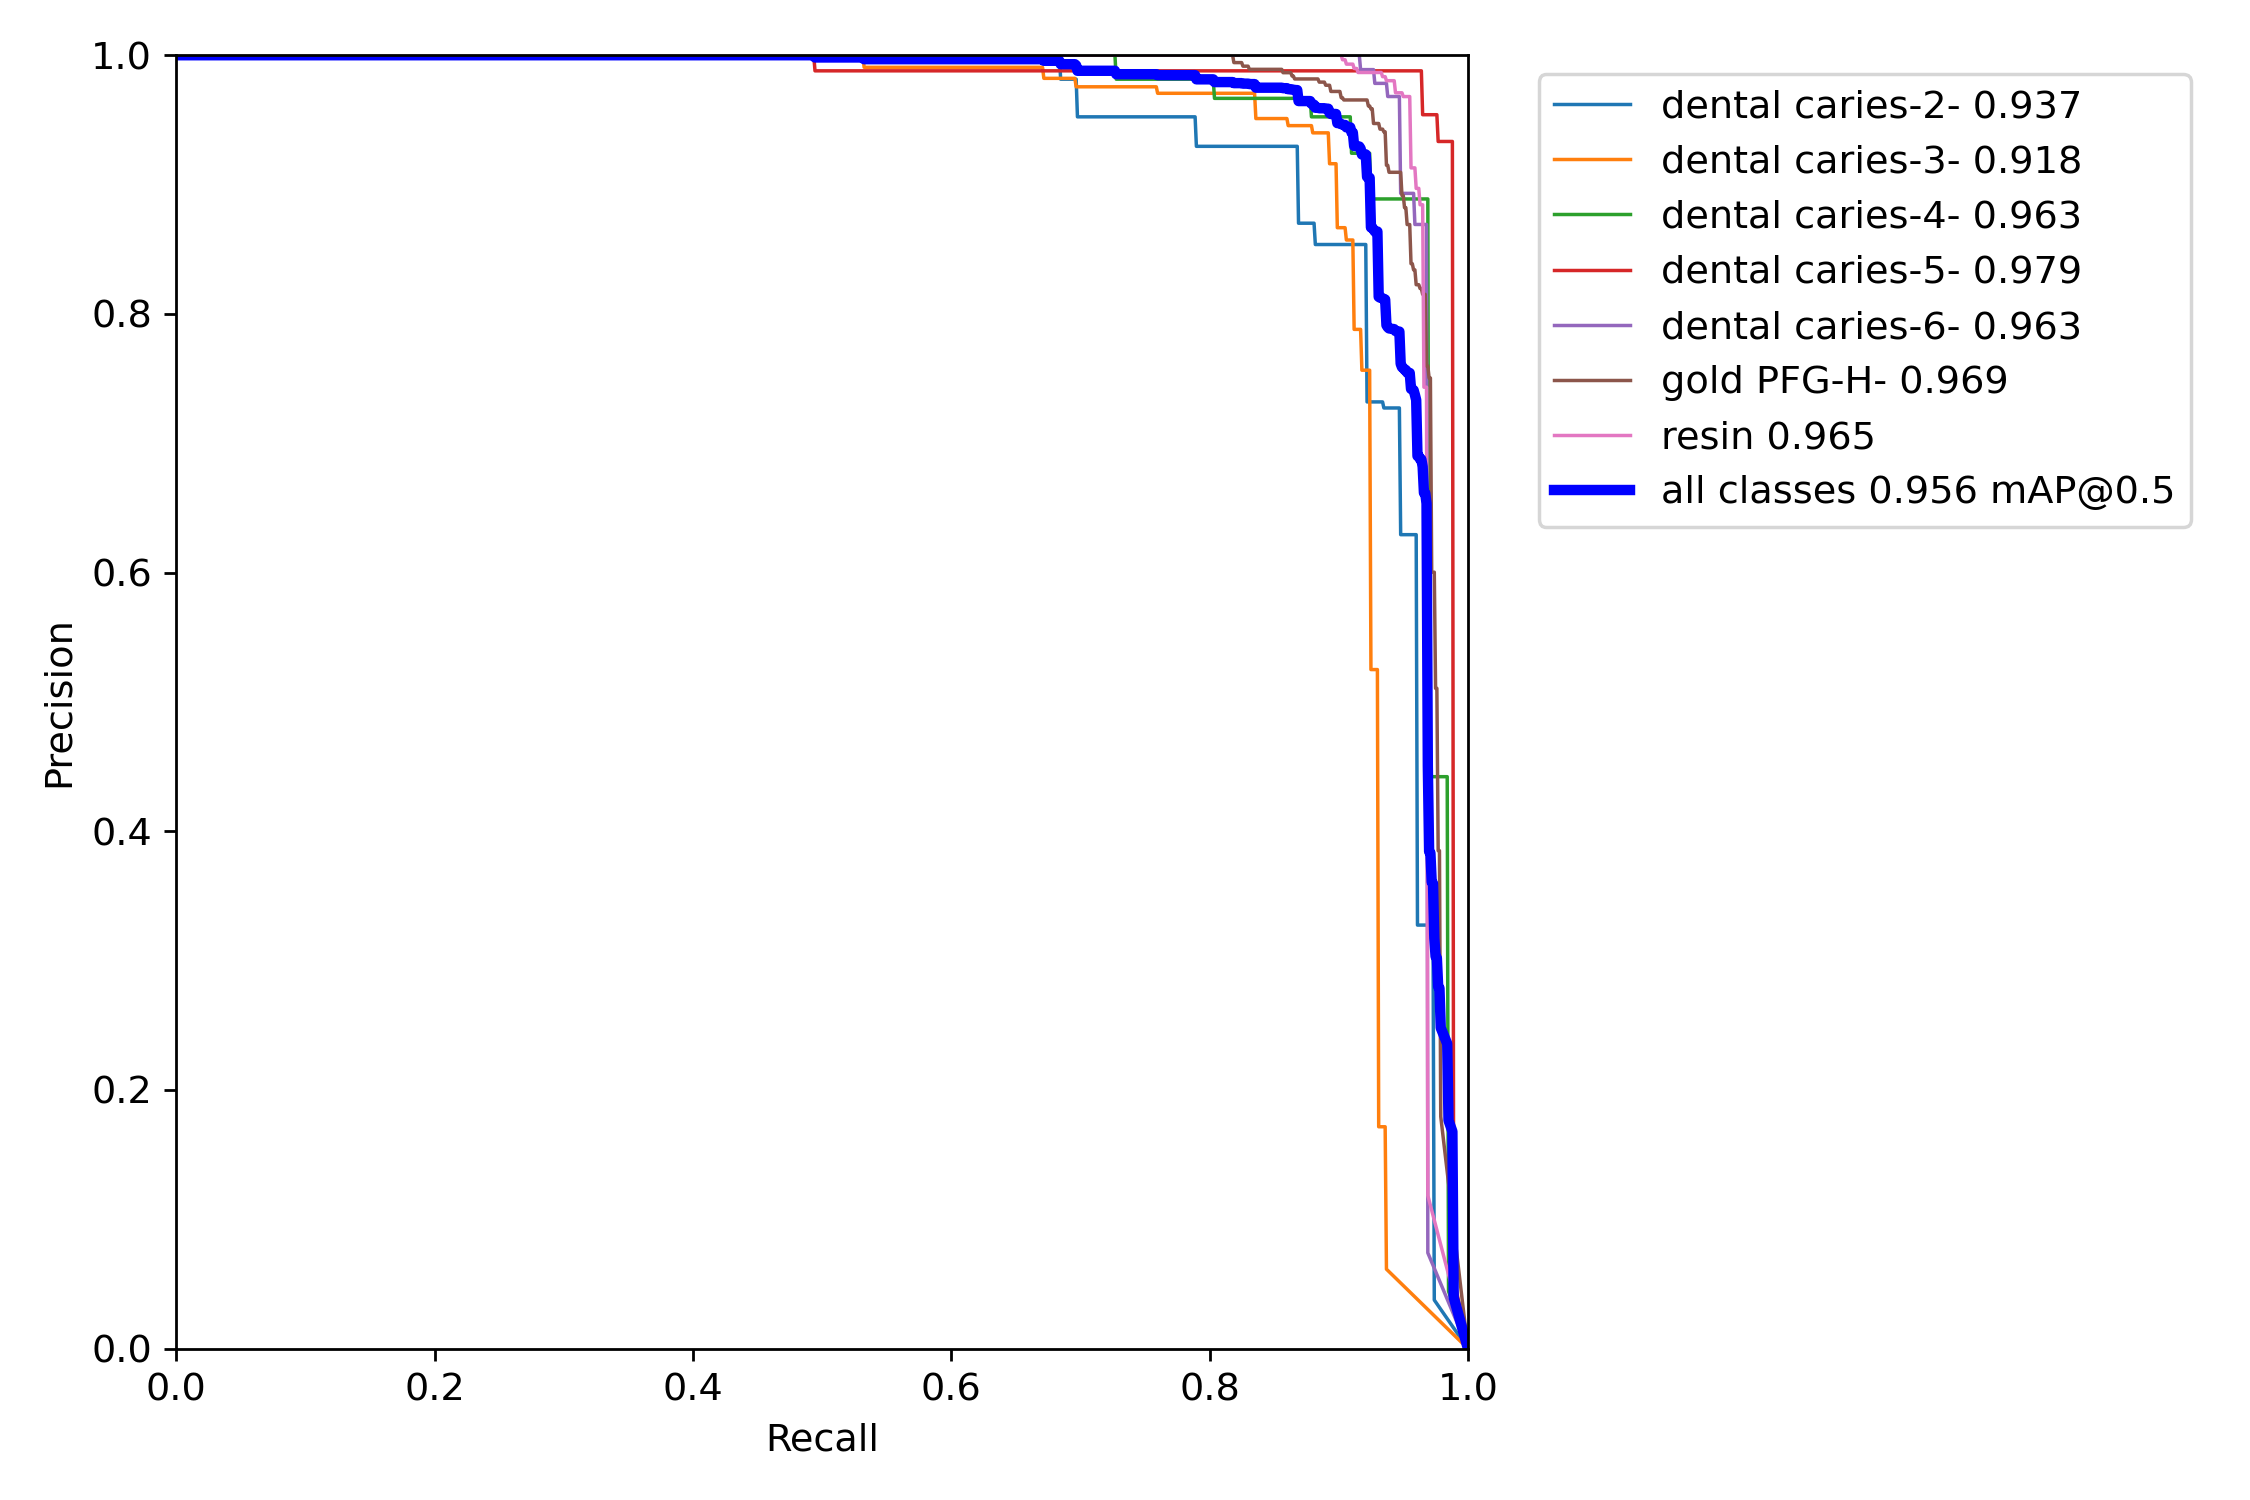 1.0
0.8
0.6
0.4
0.2
0.0
Precision
0.0 0.2 0.4 0.6 0.8 1.0
Recall
dental caries-2- 0.937
dental caries-3- 0.918
dental caries-4- 0.963
dental caries-5- 0.979
dental caries-6- 0.963
gold PFG-H- 0.969
resin 0.965
all classes 0.956 mAP@0.5